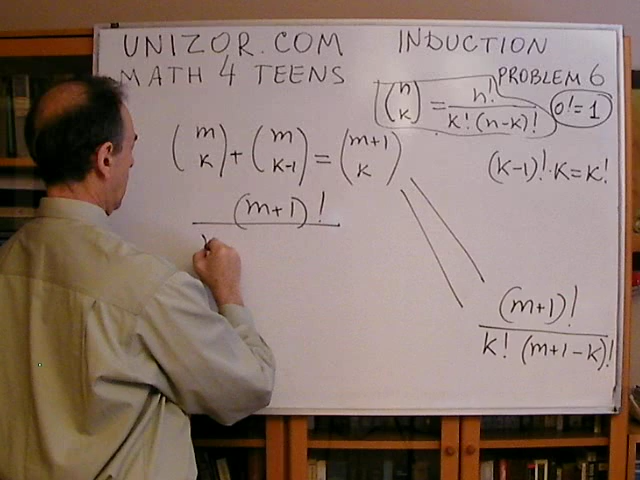 UNIZOR.COM INDUCTION
MATH 4 TEENS PROBLEM 6
(n k) = n! / k!(n-k)! 0!=1
(m k) + (m k-1) = (m+1 k) (k-1)!·k=k!
(m+1)!
(m+1)! / k! (m+1-k)!